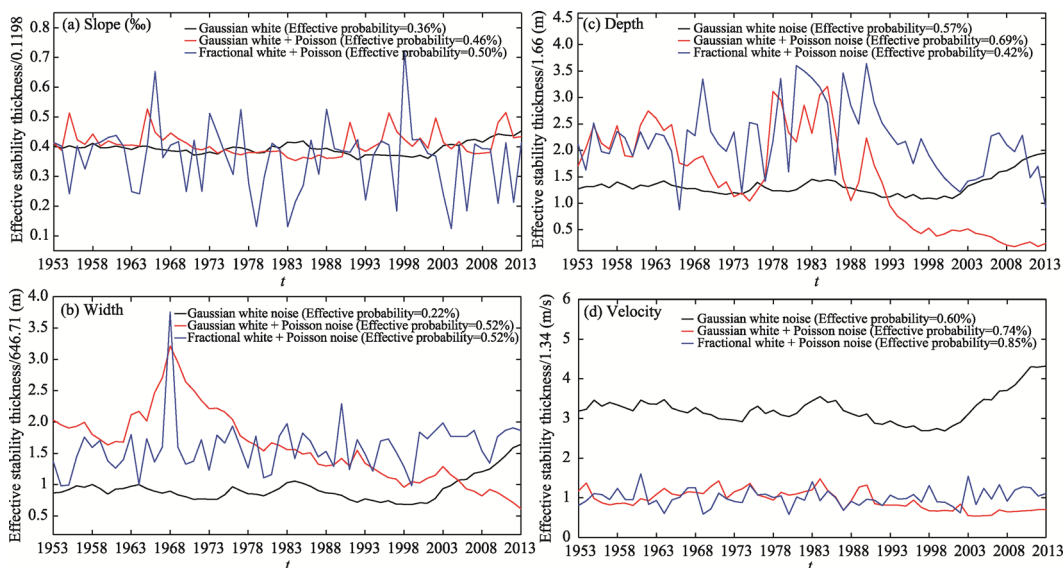 (a) Slope (‰)
Gaussian white (Effective probability=0.36%)
Gaussian white + Poisson (Effective probability=0.46%)
Fractional white + Poisson (Effective probability=0.50%)
Effective stability thickness/0.1198
0.8
0.7
0.6
0.5
0.4
0.3
0.2
0.1
1953 1958 1963 1968 1973 1978 1983 1988 1993 1998 2003 2008 2013
t
(c) Depth
Gaussian white noise (Effective probability=0.57%)
Gaussian white + Poisson noise (Effective probability=0.69%)
Fractional white + Poisson noise (Effective probability=0.42%)
Effective stability thickness/1.66 (m)
4.5
4.0
3.5
3.0
2.5
2.0
1.5
1.0
0.5
1953 1958 1963 1968 1973 1978 1983 1988 1993 1998 2003 2008 2013
t
(b) Width
Gaussian white noise (Effective probability=0.22%)
Gaussian white + Poisson noise (Effective probability=0.52%)
Fractional white + Poisson noise (Effective probability=0.52%)
Effective stability thickness/646.71 (m)
4.0
3.5
3.0
2.5
2.0
1.5
1
0.5
1953 1958 1963 1968 1973 1978 1983 1988 1993 1998 2003 2008 2013
t
(d) Velocity
Gaussian white noise (Effective probability=0.60%)
Gaussian white + Poisson noise (Effective probability=0.74%)
Fractional white + Poisson noise (Effective probability=0.85%)
Effective stability thickness/1.34 (m/s)
6
5
4
3
2
1
0
1953 1958 1963 1968 1973 1978 1983 1988 1993 1998 2003 2008 2013
t